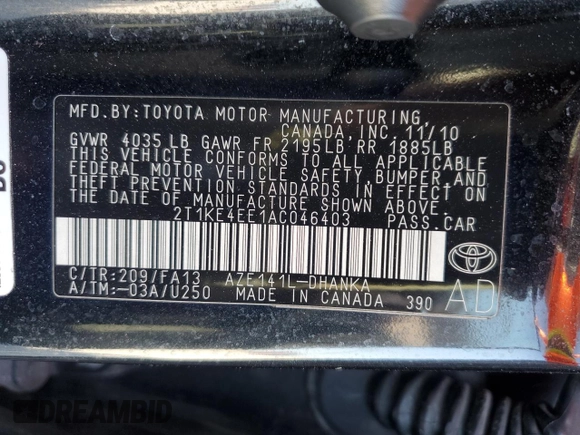 MFD. BY: TOYOTA MOTOR MANUFACTURING,
CANADA, INC. 11/10
GVWR 4035 LB GAWR FR 2195LB RR 1885LB
THIS VEHICLE CONFORMS TO ALL APPLICABLE
FEDERAL MOTOR VEHICLE SAFETY, BUMPER, AND
THEFT PREVENTION STANDARDS IN EFFECT ON
THE DATE OF MANUFACTURE SHOWN ABOVE.
2T1KE4EE1AC046403 PASS.CAR
C/TR:209/FA13 AZE141L-DHANKA
A/TM:-03A/U250 MADE IN CANADA 390 AD
DREAMBID